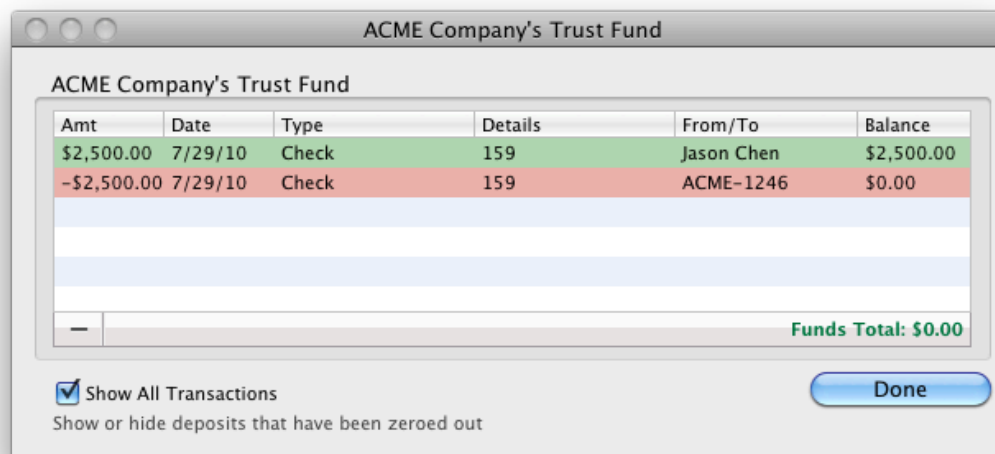 ACME Company's Trust Fund
ACME Company's Trust Fund
Amt Date Type Details From/To Balance
$2,500.00 7/29/10 Check 159 Jason Chen $2,500.00
-$2,500.00 7/29/10 Check 159 ACME-1246 $0.00
Funds Total: $0.00
Show All Transactions
Done
Show or hide deposits that have been zeroed out